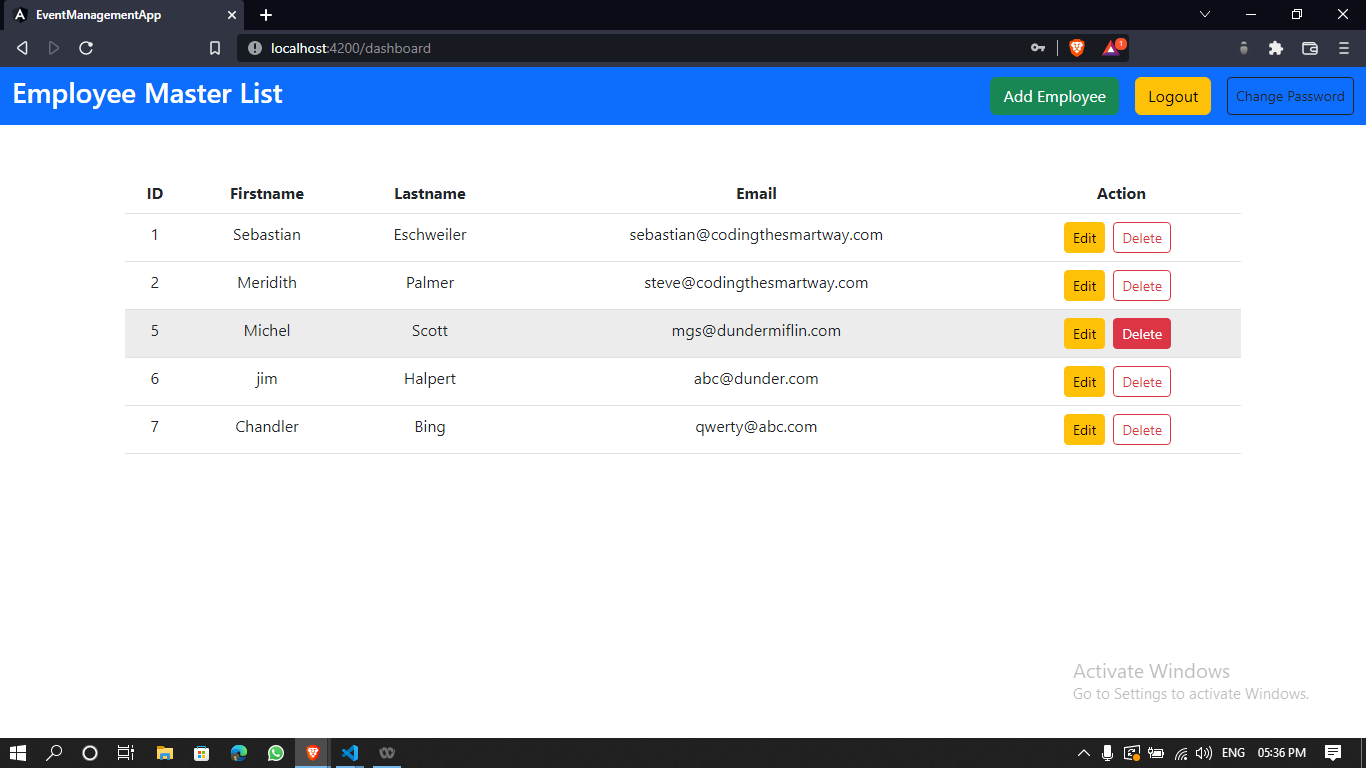 EventManagementApp
localhost:4200/dashboard
1
Employee Master List
Add Employee
Logout
Change Password
ID Firstname Lastname Email Action
1 Sebastian Eschweiler sebastian@codingthesmartway.com Edit Delete
2 Meridith Palmer steve@codingthesmartway.com Edit Delete
5 Michel Scott mgs@dundermiflin.com Edit Delete
6 jim Halpert abc@dunder.com Edit Delete
7 Chandler Bing qwerty@abc.com Edit Delete
Activate Windows
Go to Settings to activate Windows.
ENG 05:36 PM